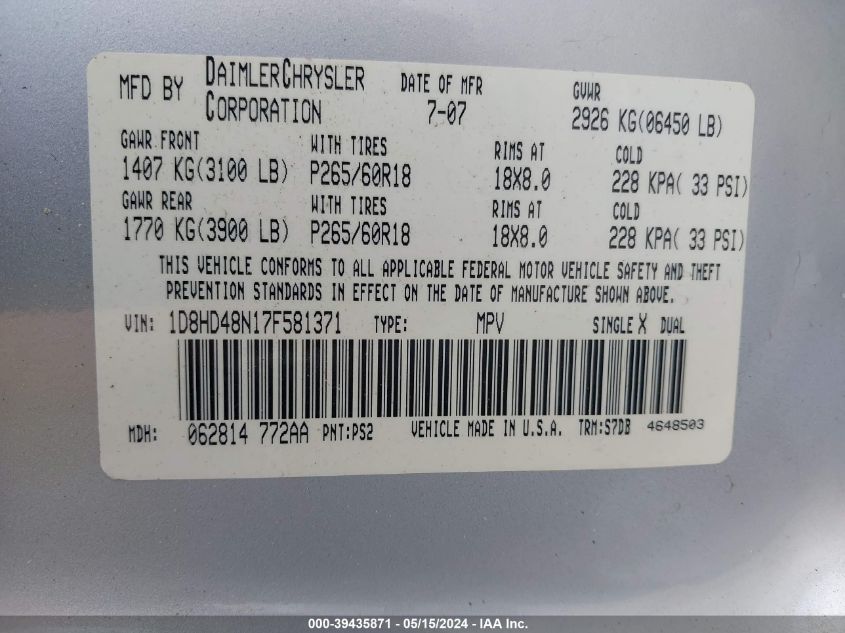 MFD BY DAIMLERCHRYSLER CORPORATION DATE OF MFR 7-07 GVWR 2926 KG(06450 LB)
GAWR FRONT WITH TIRES RIMS AT COLD
1407 KG(3100 LB) P265/60R18 18X8.0 228 KPA( 33 PSI)
GAWR REAR WITH TIRES RIMS AT COLD
1770 KG(3900 LB) P265/60R18 18X8.0 228 KPA( 33 PSI)
THIS VEHICLE CONFORMS TO ALL APPLICABLE FEDERAL MOTOR VEHICLE SAFETY AND THEFT
PREVENTION STANDARDS IN EFFECT ON THE DATE OF MANUFACTURE SHOWN ABOVE.
VIN: 1D8HD48N17F581371 TYPE: MPV SINGLE X DUAL
MDH: 062814 772AA PNT:PS2 VEHICLE MADE IN U.S.A. TRM:S7DB 4648503
000-39435871 - 05/15/2024 - IAA Inc.